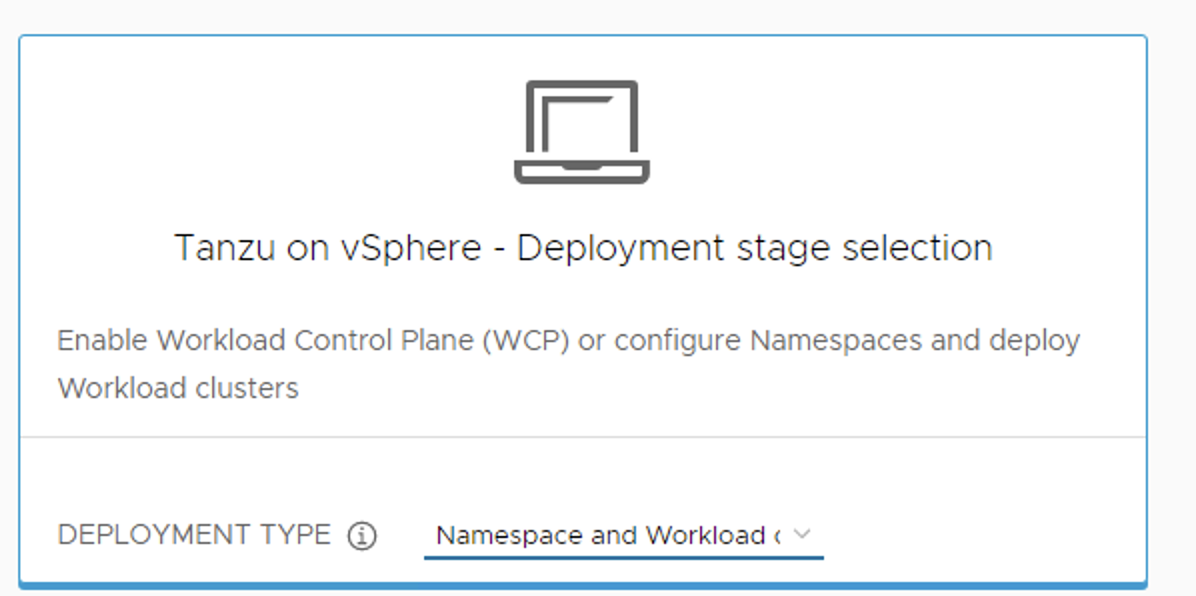 Tanzu on vSphere - Deployment stage selection
Enable Workload Control Plane (WCP) or configure Namespaces and deploy
Workload clusters
DEPLOYMENT TYPE Namespace and Workload